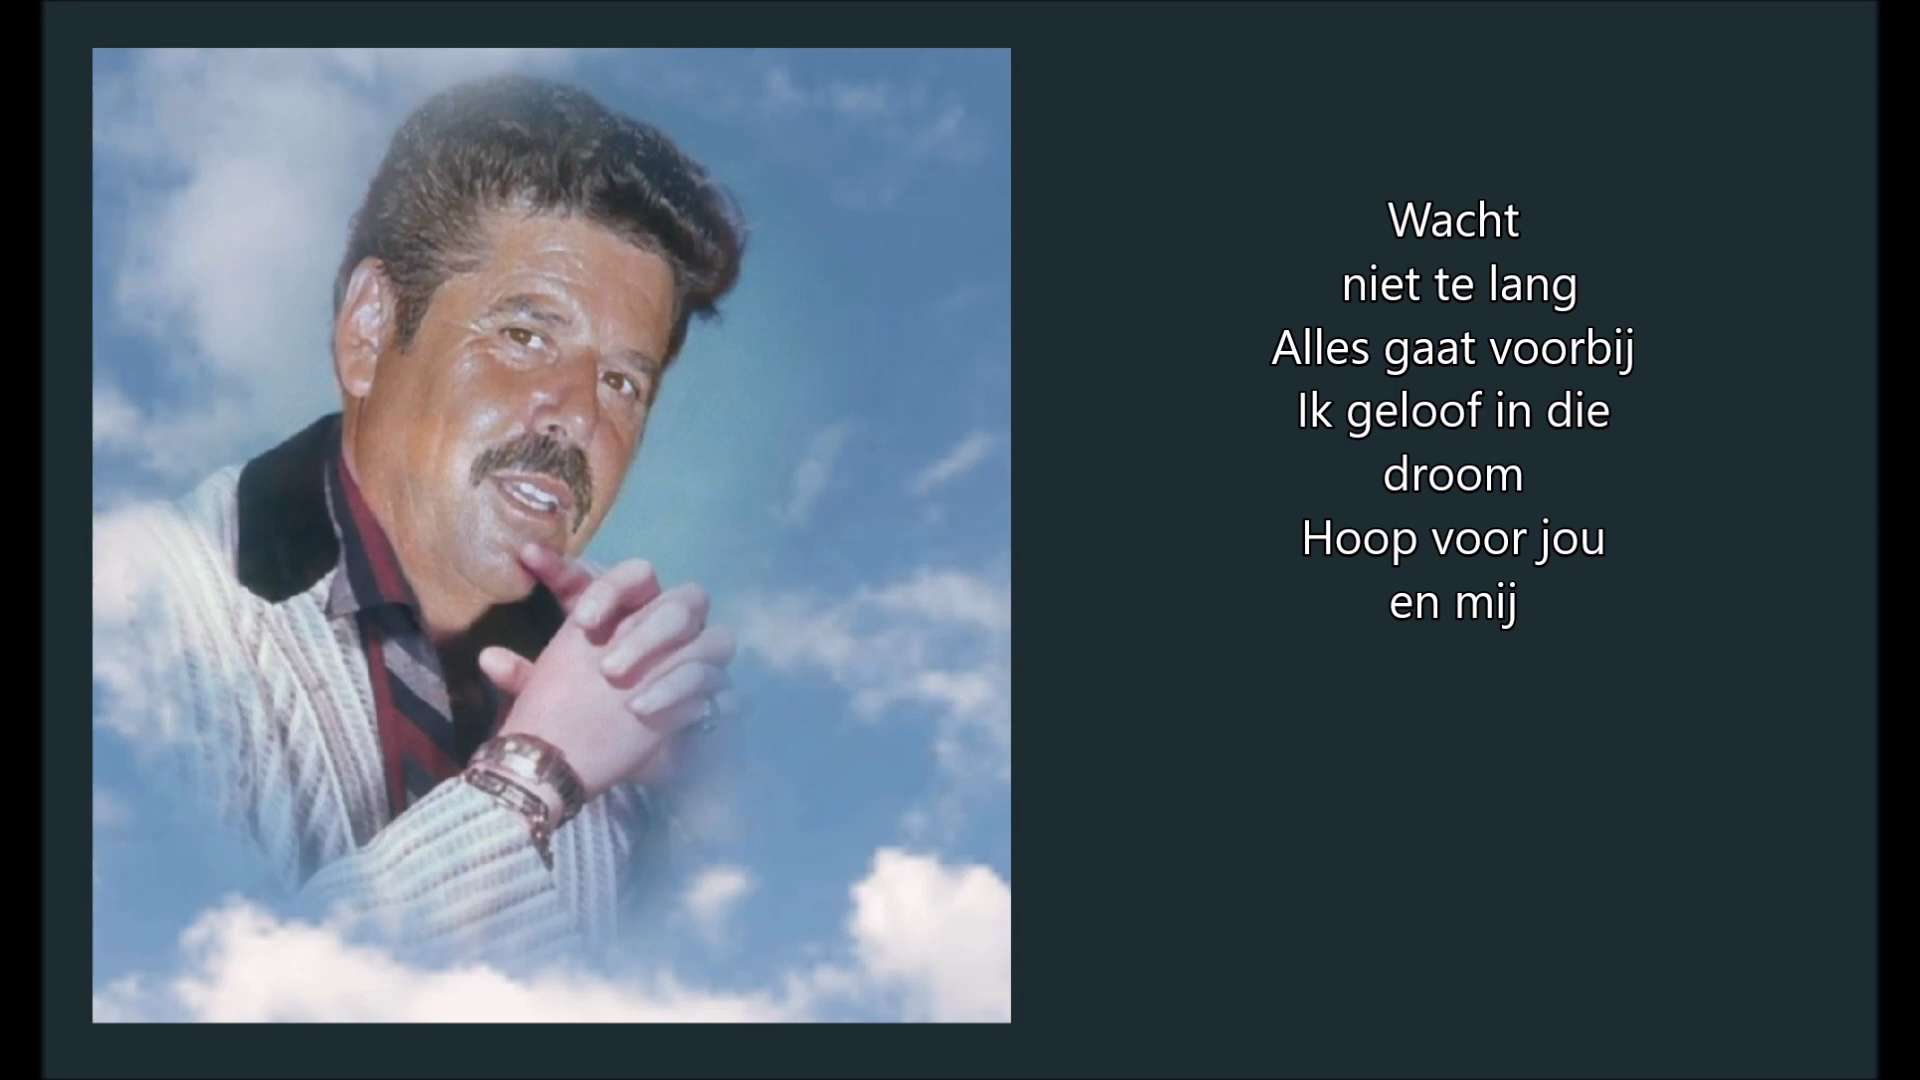 Wacht
niet te lang
Alles gaat voorbij
Ik geloof in die
droom
Hoop voor jou
en mij